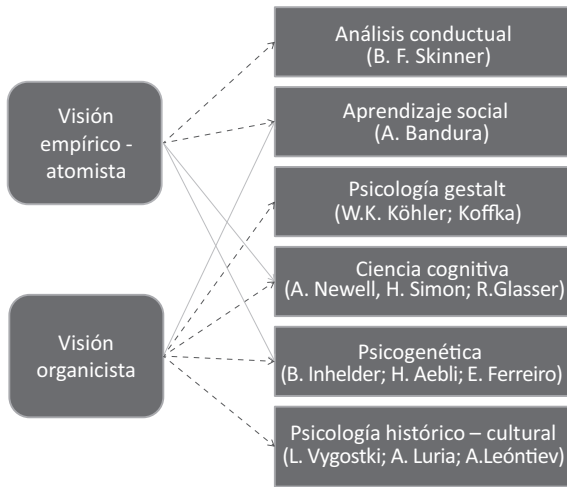 Visión
empírico -
atomista
Visión
organicista
Análisis conductual
(B. F. Skinner)
Aprendizaje social
(A. Bandura)
Psicología gestalt
(W.K. Köhler; Koffka)
Ciencia cognitiva
(A. Newell, H. Simon; R.Glasser)
Psicogenética
(B. Inhelder; H. Aebli; E. Ferreiro)
Psicología histórico – cultural
(L. Vygostki; A. Luria; A.Leóntiev)